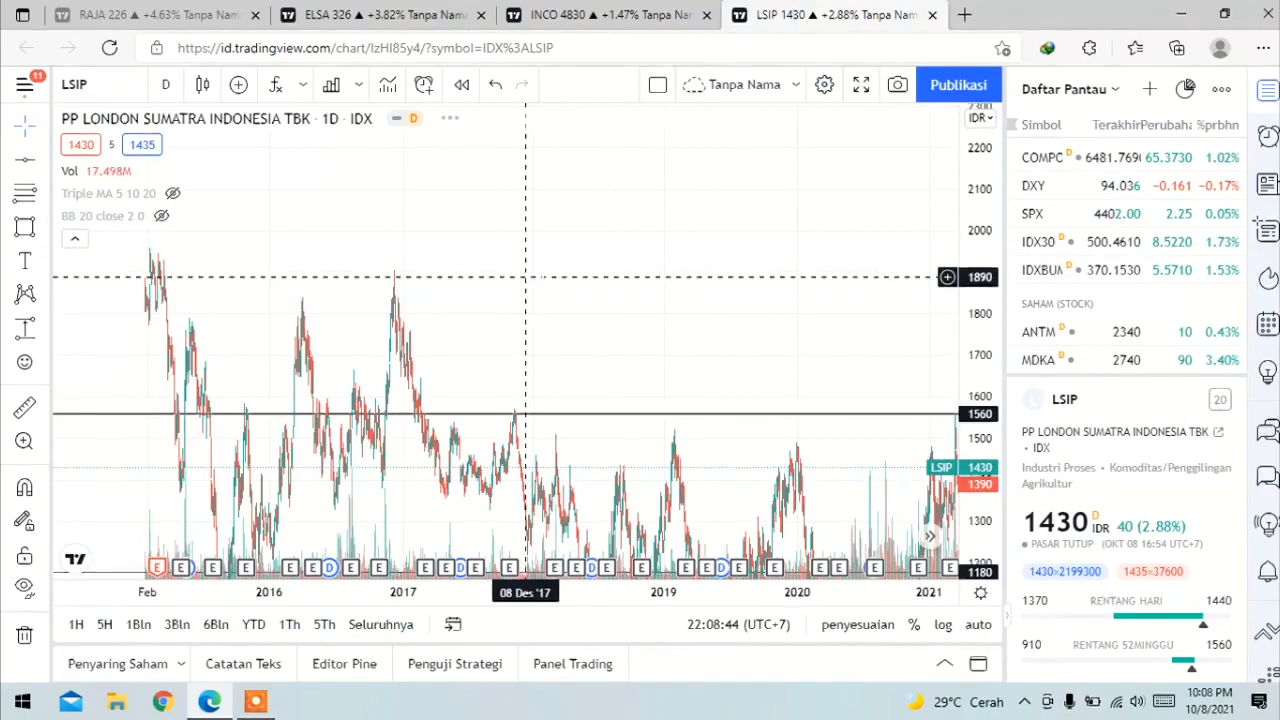 RAJA 226 ▲ +4.63% Tanpa Nama
ELSA 326 ▲ +3.82% Tanpa Nam
INCO 4830 ▲ +1.47% Tanpa Nar
LSIP 1430 ▲ +2.88% Tanpa Nam
https://id.tradingview.com/chart/IzHI85y4/?symbol=IDX%3ALSIP
11
LSIP
D
Tanpa Nama
Publikasi
PP LONDON SUMATRA INDONESIA TBK · 1D · IDX
D
1430 5 1435
Vol 17.498M
Triple MA 5 10 20
BB 20 close 2 0
2300
IDR
2200
2100
2000
1890
1800
1700
1600
1560
1500
LSIP 1430
1390
1300
1200
1180
E E E E E E D E E E E D E E E E D E E E D E E E E E E E
Feb 2016 2017 08 Des '17 2019 2020 2021
1H 5H 1Bln 3Bln 6Bln YTD 1Th 5Th Seluruhnya
22:08:44 (UTC+7) penyesuaian % log auto
Penyaring Saham Catatan Teks Editor Pine Penguji Strategi Panel Trading
Daftar Pantau
Simbol Terakhir Perubaha %prbhn
COMPC D 6481.769 65.3730 1.02%
DXY 94.036 −0.161 −0.17%
SPX 4402.00 2.25 0.05%
IDX30 D 500.4610 8.5220 1.73%
IDXBUM D 370.1530 5.5710 1.53%
SAHAM (STOCK)
ANTM D 2340 10 0.43%
MDKA D 2740 90 3.40%
L LSIP 20
PP LONDON SUMATRA INDONESIA TBK
· IDX
Industri Proses • Komoditas/Penggilingan
Agrikultur
1430 D IDR 40 (2.88%)
PASAR TUTUP (OKT 08 16:54 UTC+7)
1430×2199300 1435×37600
1370 RENTANG HARI 1440
910 RENTANG 52MINGGU 1560
29°C Cerah
10:08 PM
10/8/2021